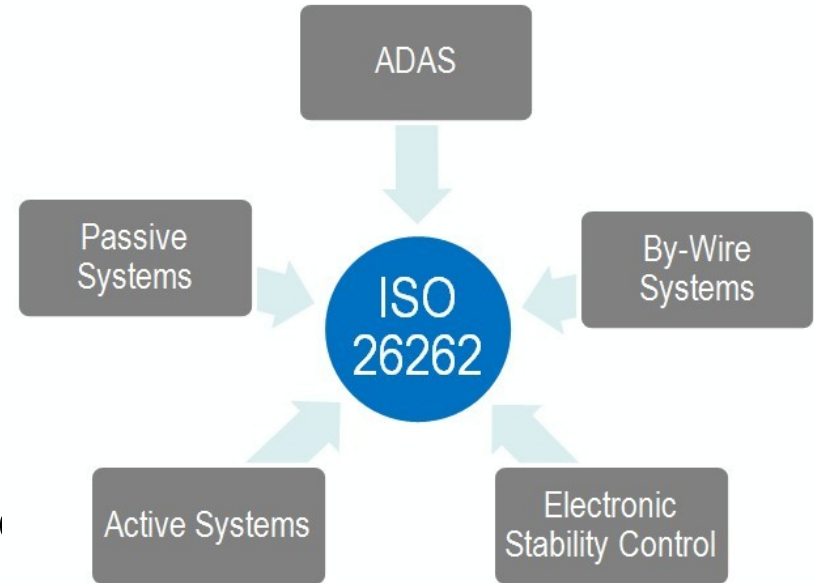 ADAS
Passive
Systems
By-Wire
Systems
ISO
26262
Active Systems
Electronic
Stability Control